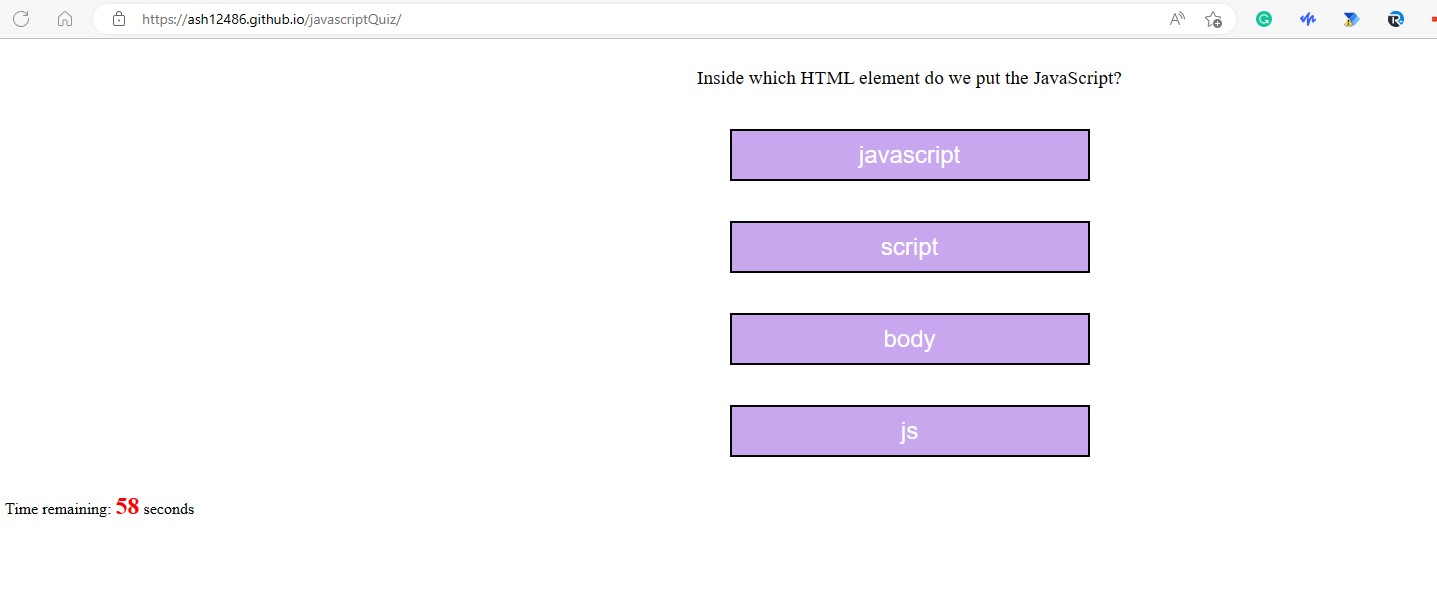 https://ash12486.github.io/javascriptQuiz/
Inside which HTML element do we put the JavaScript?
javascript
script
body
js
Time remaining: 58 seconds